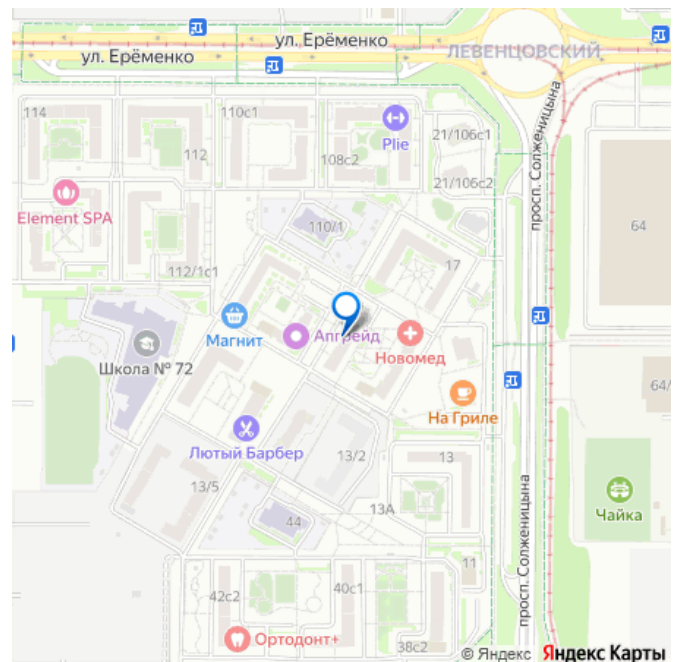 ул. Ерёменко
ул. Ерёменко
ЛЕВЕНЦОВСКИЙ
114
110с1
Plie
21/106с1
112
108с2
просп. Солженицына
Element SPA
21/106с2
110/1
64
17
112/1с1
Магнит
Апгрейд
Новомед
Школа № 72
64/
На Гриле
Лютый Барбер
13/2
13
13/5
Чайка
13А
44
просп. Солженицына
11
42с2
40с1
Ортодонт+
38с2
© Яндекс Яндекс Карты